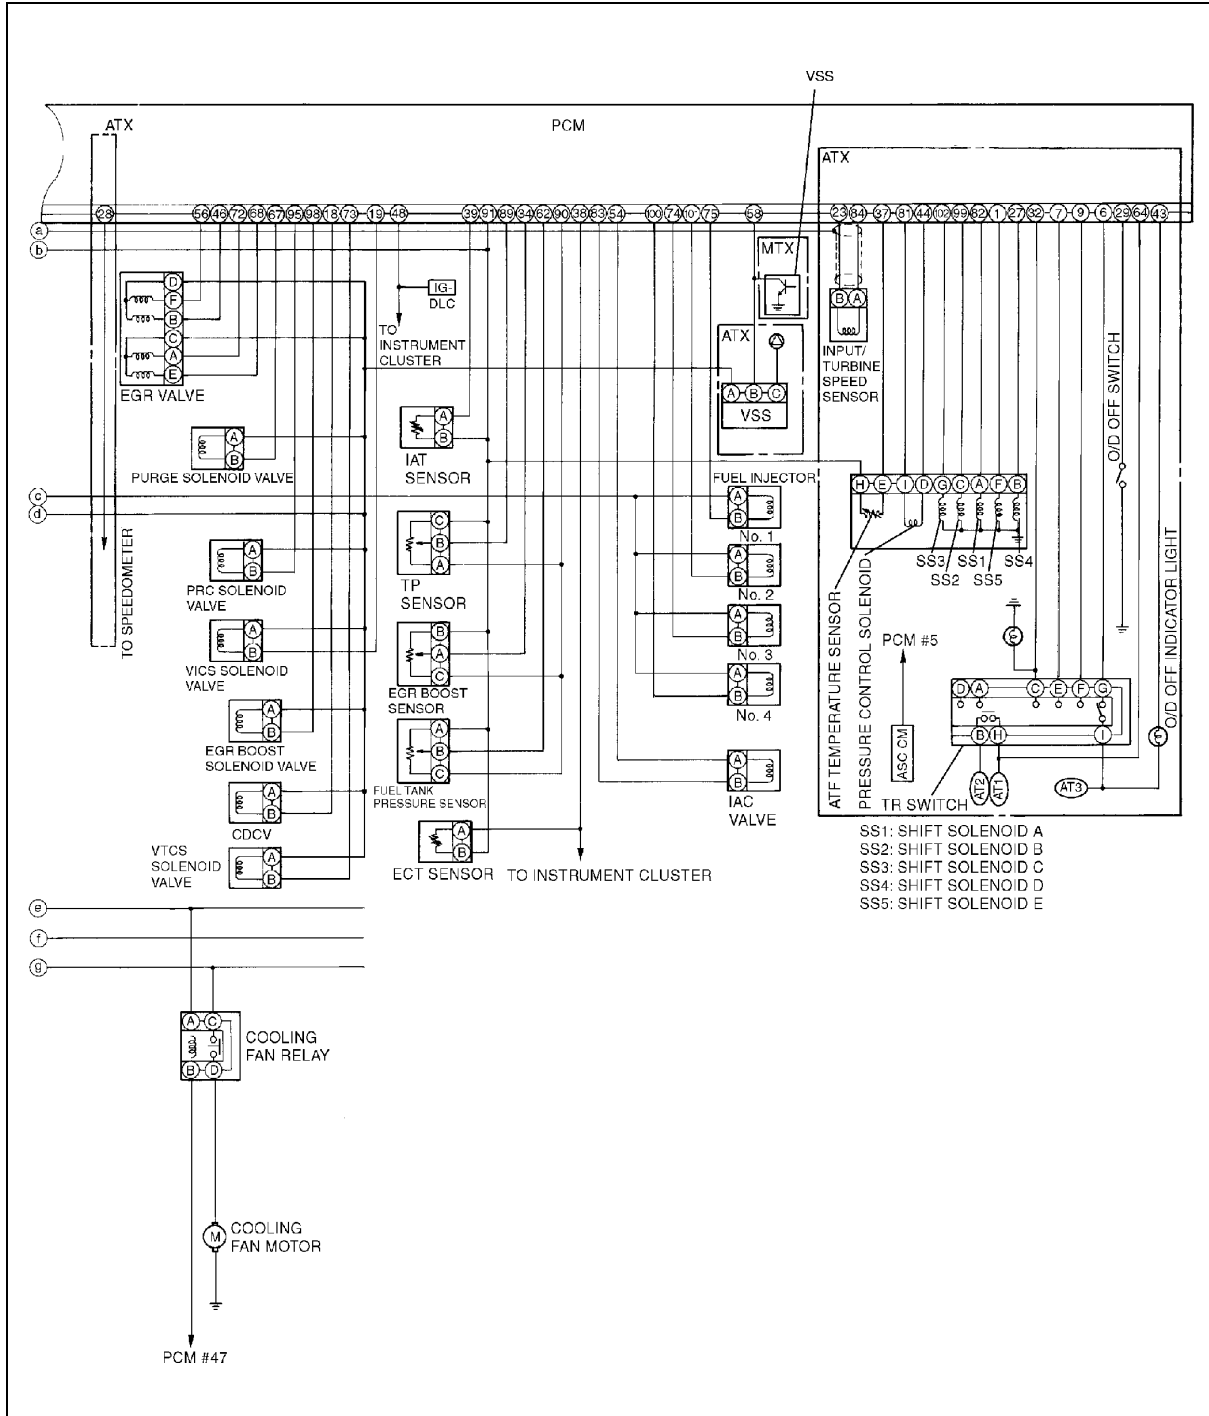 VSS
ATX
PCM
ATX
28 56 46 72 68 67 95 98 18 73 19 48 39 91 89 34 62 90 38 83 54 100 74 101 75 58 23 84 37 81 44 102 99 82 1 27 32 7 9 6 29 64 43
a
b
MTX
D
F
B
C
A
E
EGR VALVE
IG-
DLC
TO
INSTRUMENT
CLUSTER
ATX
A B C
VSS
B A
INPUT/
TURBINE
SPEED
SENSOR
O/D OFF SWITCH
A
B
PURGE SOLENOID VALVE
A
B
IAT
SENSOR
c
d
FUEL INJECTOR
A
B
No. 1
A
B
No. 2
A
B
No. 3
A
B
No. 4
H E I D G C A F B
SS3 SS1 SS4
SS2 SS5
TO SPEEDOMETER
A
B
PRC SOLENOID
VALVE
C
B
A
TP
SENSOR
A
B
VICS SOLENOID
VALVE
B
A
C
EGR BOOST
SENSOR
A
B
EGR BOOST
SOLENOID VALVE
A
B
C
FUEL TANK
PRESSURE SENSOR
A
B
CDCV
A
B
VTCS
SOLENOID
VALVE
A
B
ECT SENSOR
TO INSTRUMENT CLUSTER
A
B
IAC
VALVE
ATF TEMPERATURE SENSOR
PRESSURE CONTROL SOLENOID
PCM #5
ASC CM
D A C E F G
B H I
AT2 AT1 AT3
TR SWITCH
O/D OFF INDICATOR LIGHT
SS1: SHIFT SOLENOID A
SS2: SHIFT SOLENOID B
SS3: SHIFT SOLENOID C
SS4: SHIFT SOLENOID D
SS5: SHIFT SOLENOID E
e
f
g
A C
B D
COOLING
FAN RELAY
M
COOLING
FAN MOTOR
PCM #47